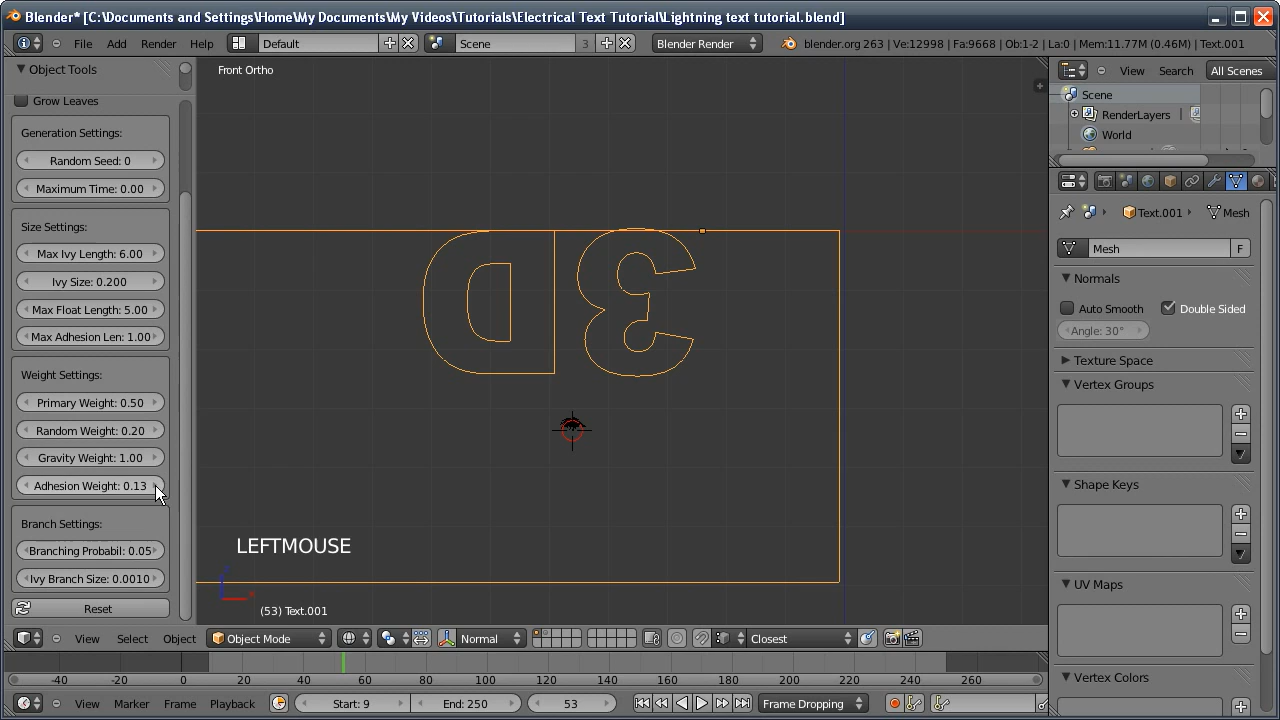 Blender* [C:\Documents and Settings\Home\My Documents\My Videos\Tutorials\Electrical Text Tutorial\Lightning text tutorial.blend]
File Add Render Help Default Scene 3 Blender Render blender.org 263 | Ve:12998 | Fa:9668 | Ob:1-2 | La:0 | Mem:11.77M (0.46M) | Text.001
Object Tools
Grow Leaves
Generation Settings:
Random Seed: 0
Maximum Time: 0.00
Size Settings:
Max Ivy Length: 6.00
Ivy Size: 0.200
Max Float Length: 5.00
Max Adhesion Len: 1.00
Weight Settings:
Primary Weight: 0.50
Random Weight: 0.20
Gravity Weight: 1.00
Adhesion Weight: 0.13
Branch Settings:
Branching Probabil: 0.05
Ivy Branch Size: 0.0010
Reset
Front Ortho
3D
LEFTMOUSE
(53) Text.001
View Search All Scenes
Scene
RenderLayers |
World
Text.001 Mesh
Mesh F
Normals
Auto Smooth Double Sided
Angle: 30°
Texture Space
Vertex Groups
Shape Keys
UV Maps
Vertex Colors
View Select Object Object Mode Normal Closest
-40 -20 0 20 40 60 80 100 120 140 160 180 200 220 240 260
View Marker Frame Playback Start: 9 End: 250 53 Frame Dropping